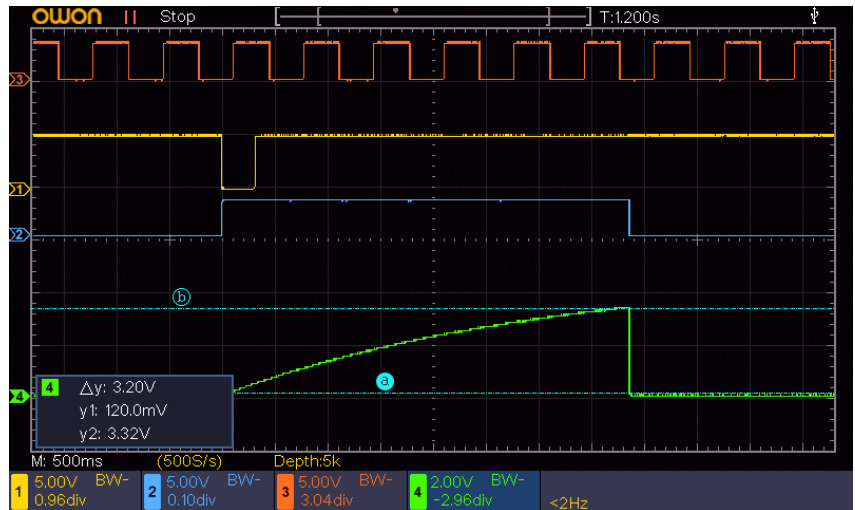 OWON Stop T:1.200s
3
1
2
b
a
4
4 △y: 3.20V
y1: 120.0mV
y2: 3.32V
M: 500ms (500S/s) Depth:5k
1 5.00V BW- 0.96div
2 5.00V BW- 0.10div
3 5.00V BW- 3.04div
4 2.00V BW- -2.96div
<2Hz